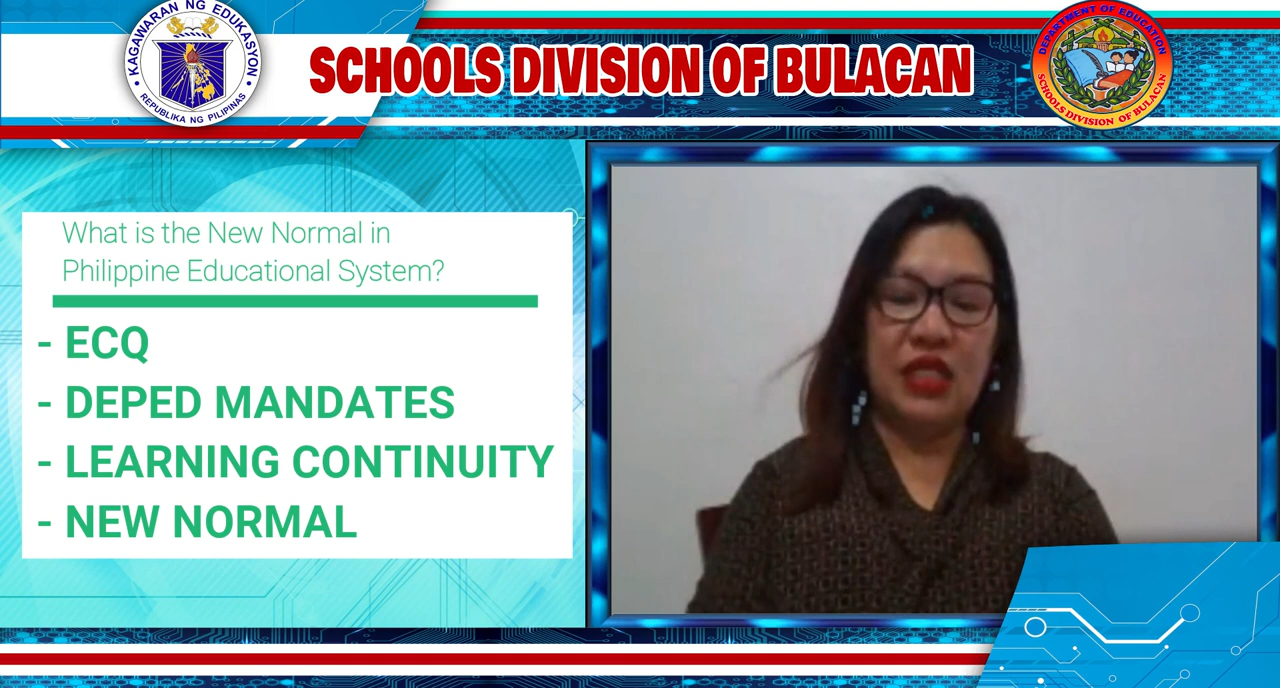 KAGAWARAN NG EDUKASYON
REPUBLIKA NG PILIPINAS
SCHOOLS DIVISION OF BULACAN
DEPARTMENT OF EDUCATION
SCHOOLS DIVISION OF BULACAN
What is the New Normal in
Philippine Educational System?
- ECQ
- DEPED MANDATES
- LEARNING CONTINUITY
- NEW NORMAL